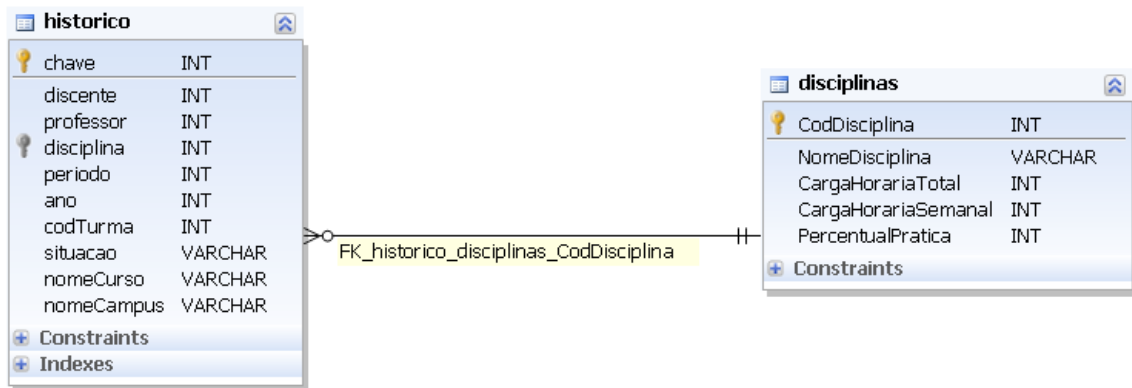 historico
chave INT
discente INT
professor INT
disciplina INT
periodo INT
ano INT
codTurma INT
situacao VARCHAR
nomeCurso VARCHAR
nomeCampus VARCHAR
Constraints
Indexes
FK_historico_disciplinas_CodDisciplina
disciplinas
CodDisciplina INT
NomeDisciplina VARCHAR
CargaHorariaTotal INT
CargaHorariaSemanal INT
PercentualPratica INT
Constraints